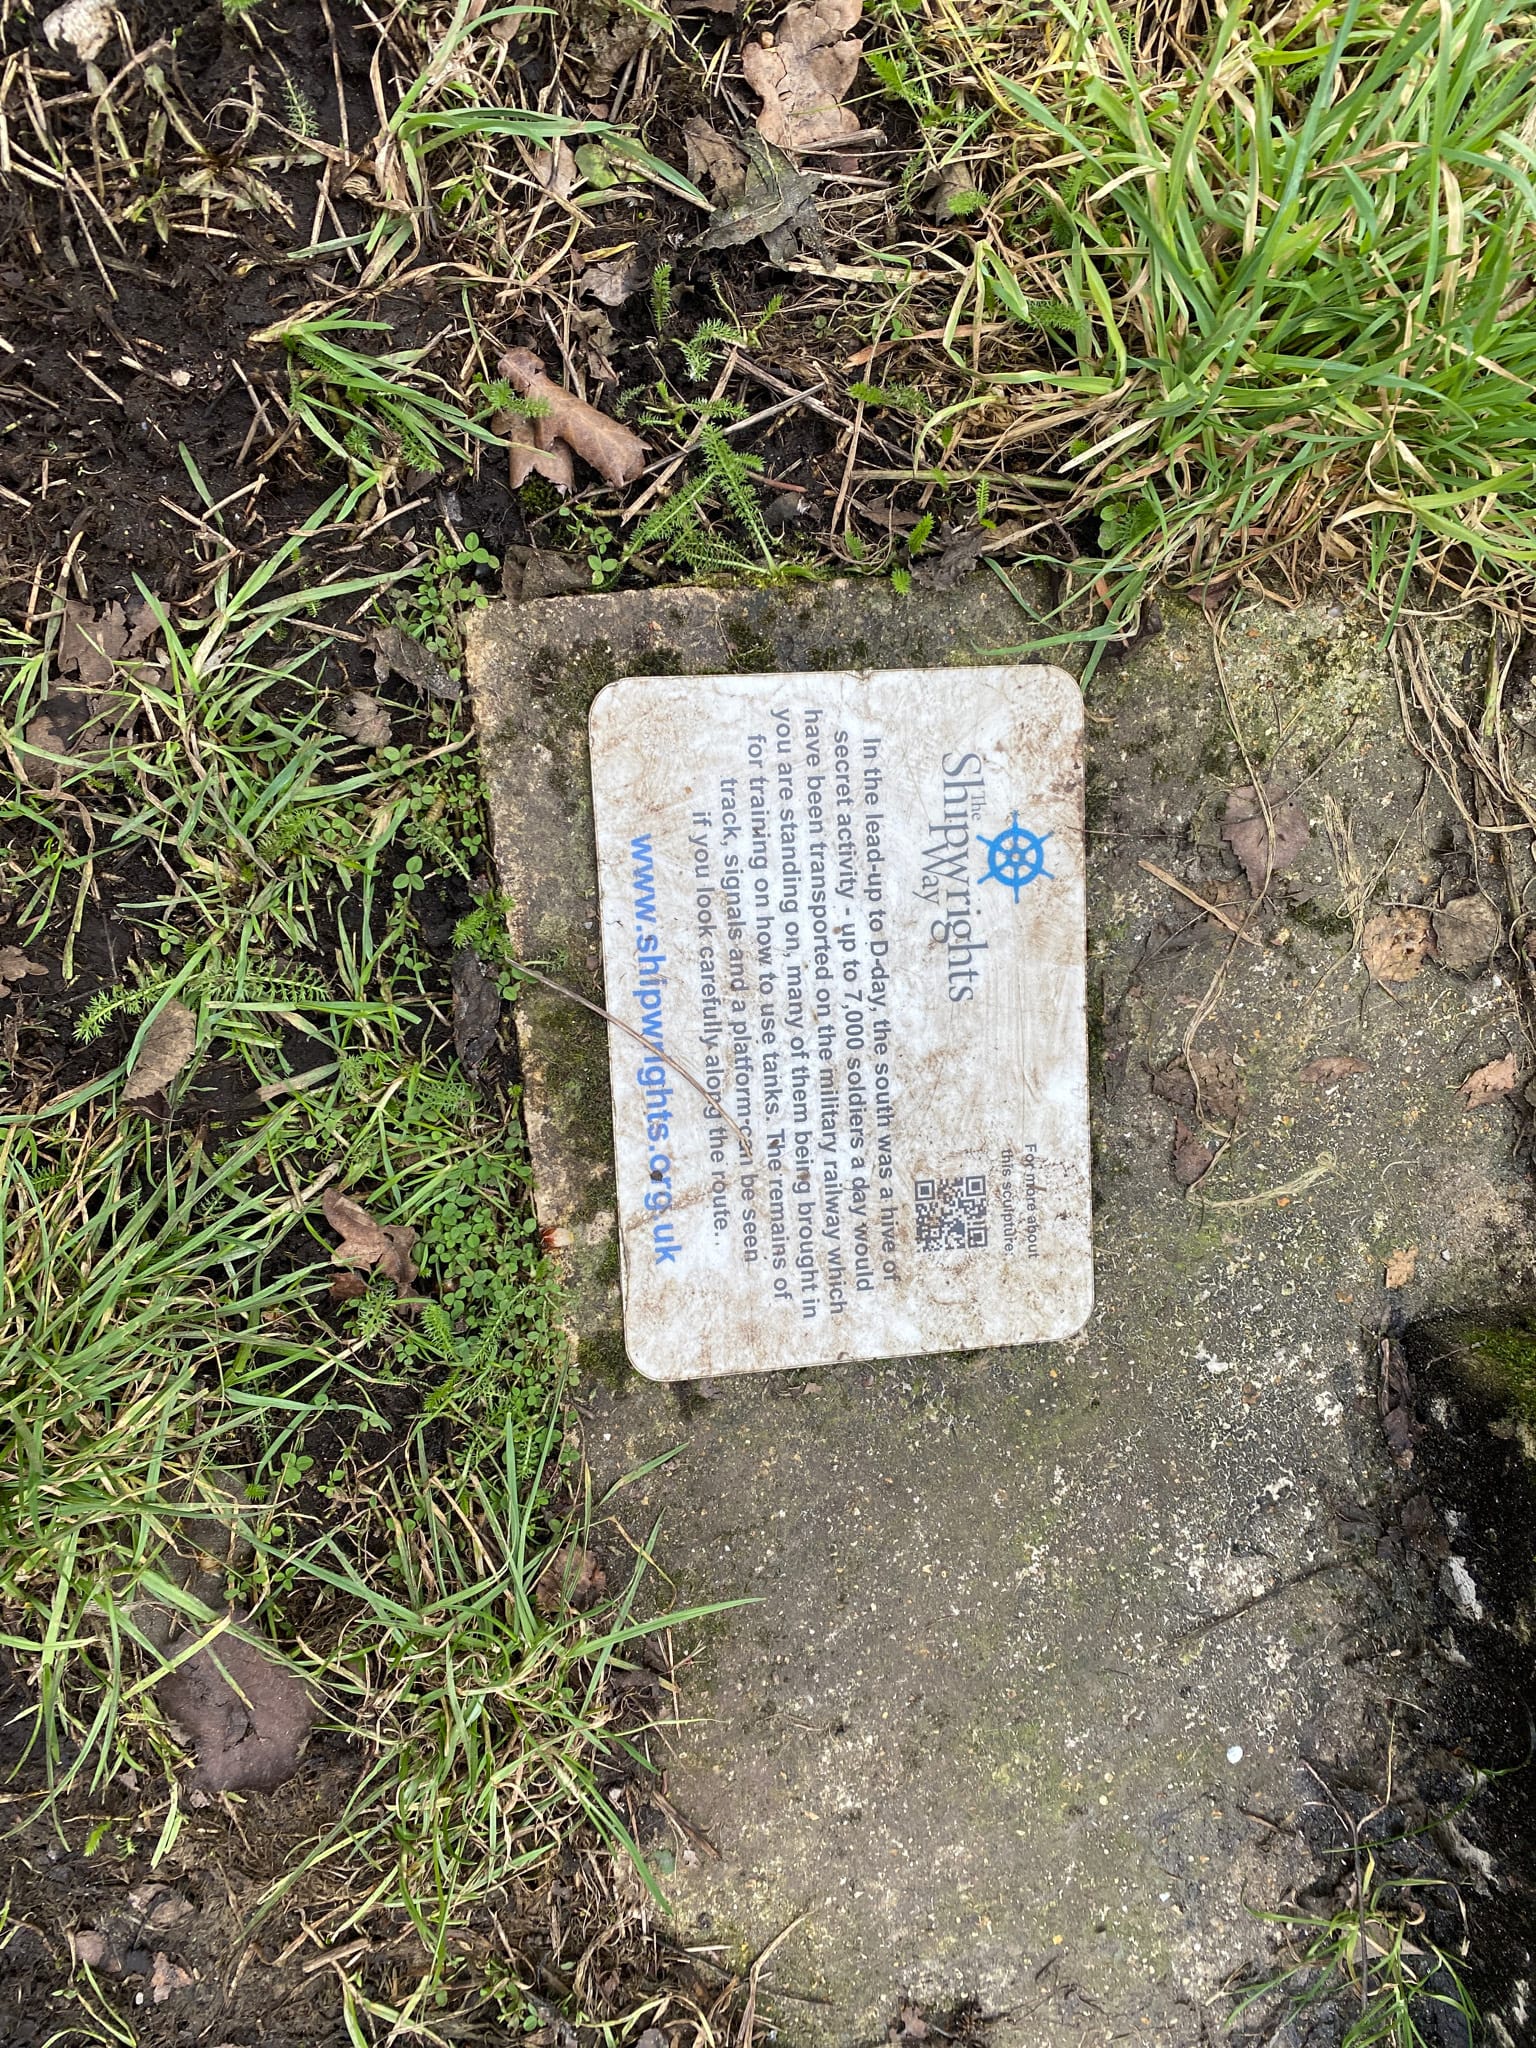 The
Shipwrights
Way
For more about
this sculpture:
In the lead-up to D-day, the south was a hive of
secret activity - up to 7,000 soldiers a day would
have been transported on the military railway which
you are standing on, many of them being brought in
for training on how to use tanks. The remains of
track, signals and a platform can be seen
if you look carefully along the route..
www.shipwrights.org.uk